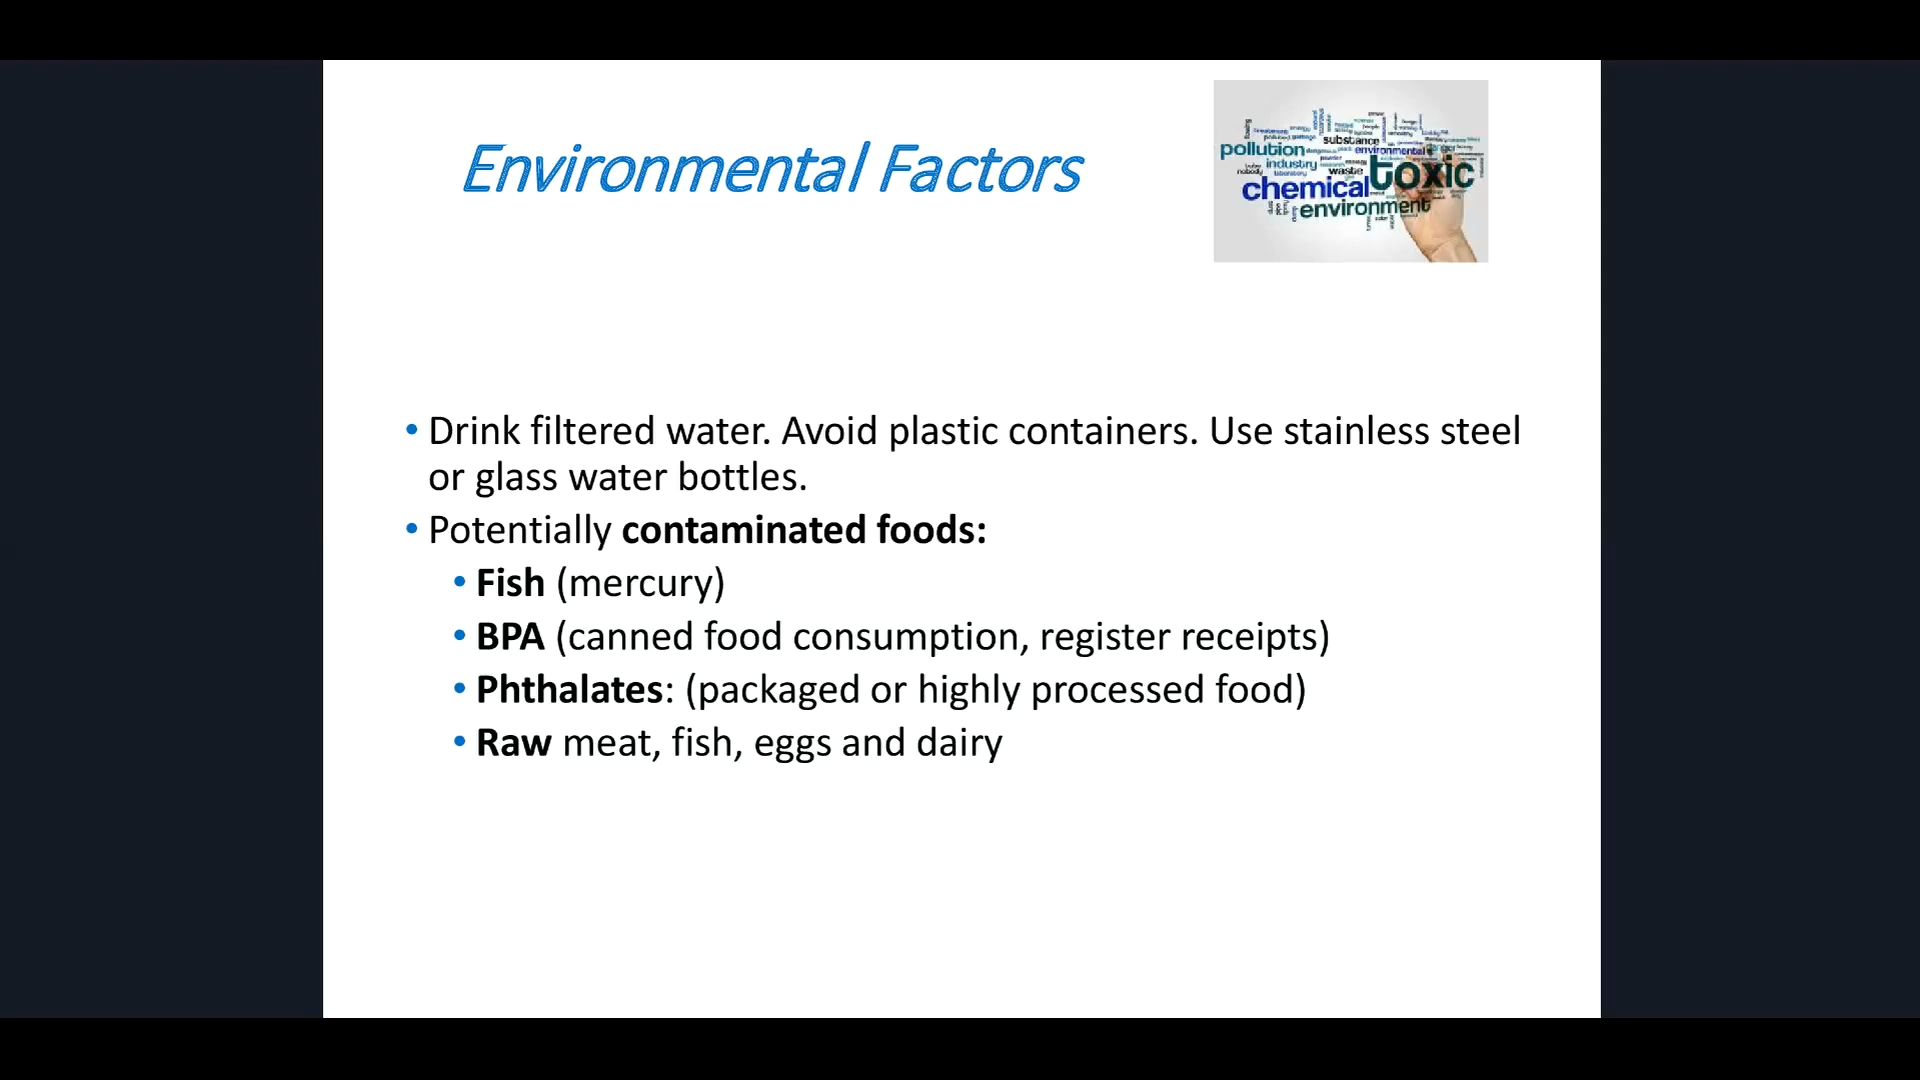 Environmental Factors
substance
pollution
environmental
industry
toxic
waste
chemical
environment
• Drink filtered water. Avoid plastic containers. Use stainless steel
or glass water bottles.
• Potentially contaminated foods:
• Fish (mercury)
• BPA (canned food consumption, register receipts)
• Phthalates: (packaged or highly processed food)
• Raw meat, fish, eggs and dairy